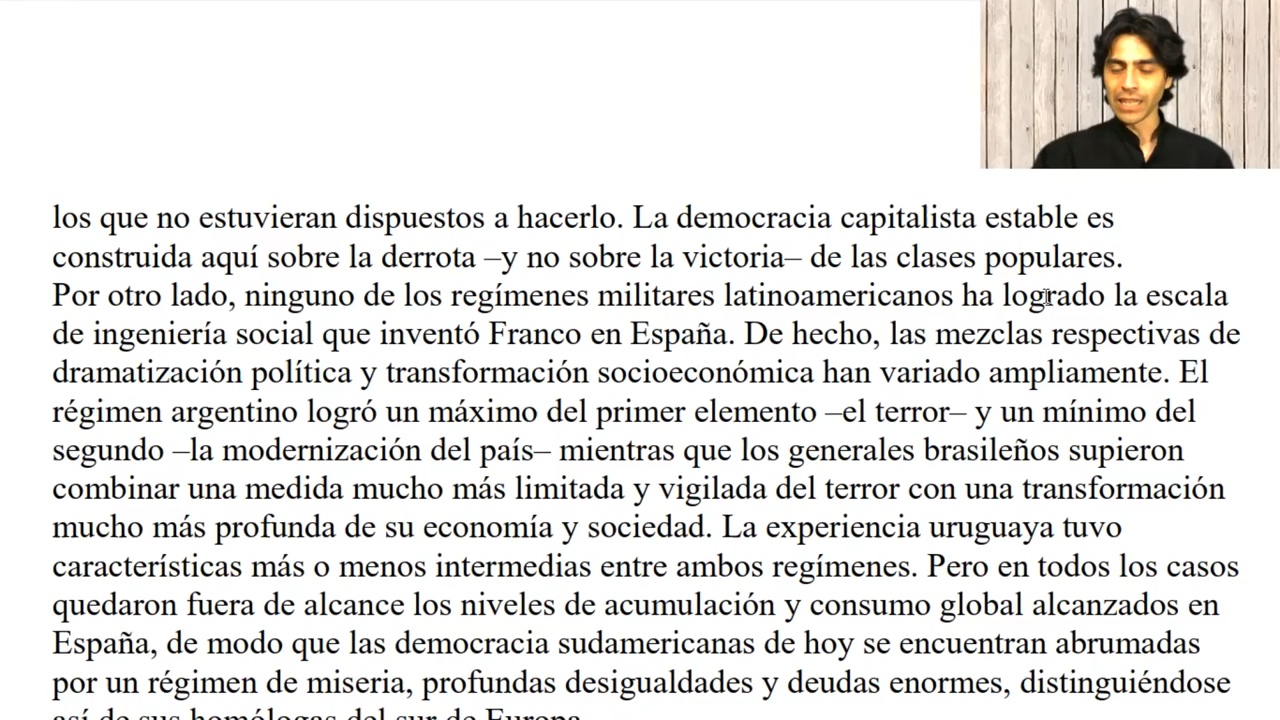 los que no estuvieran dispuestos a hacerlo. La democracia capitalista estable es
construida aquí sobre la derrota –y no sobre la victoria– de las clases populares.
Por otro lado, ninguno de los regímenes militares latinoamericanos ha logrado la escala
de ingeniería social que inventó Franco en España. De hecho, las mezclas respectivas de
dramatización política y transformación socioeconómica han variado ampliamente. El
régimen argentino logró un máximo del primer elemento –el terror– y un mínimo del
segundo –la modernización del país– mientras que los generales brasileños supieron
combinar una medida mucho más limitada y vigilada del terror con una transformación
mucho más profunda de su economía y sociedad. La experiencia uruguaya tuvo
características más o menos intermedias entre ambos regímenes. Pero en todos los casos
quedaron fuera de alcance los niveles de acumulación y consumo global alcanzados en
España, de modo que las democracia sudamericanas de hoy se encuentran abrumadas
por un régimen de miseria, profundas desigualdades y deudas enormes, distinguiéndose
así de sus homólogas del sur de Europa.